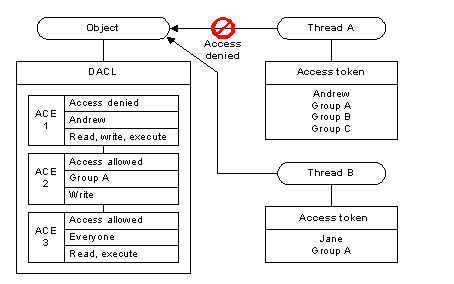 Object
Access
denied
Thread A
DACL
ACE
1
Access denied
Andrew
Read, write, execute
ACE
2
Access allowed
Group A
Write
ACE
3
Access allowed
Everyone
Read, execute
Access token
Andrew
Group A
Group B
Group C
Thread B
Access token
Jane
Group A